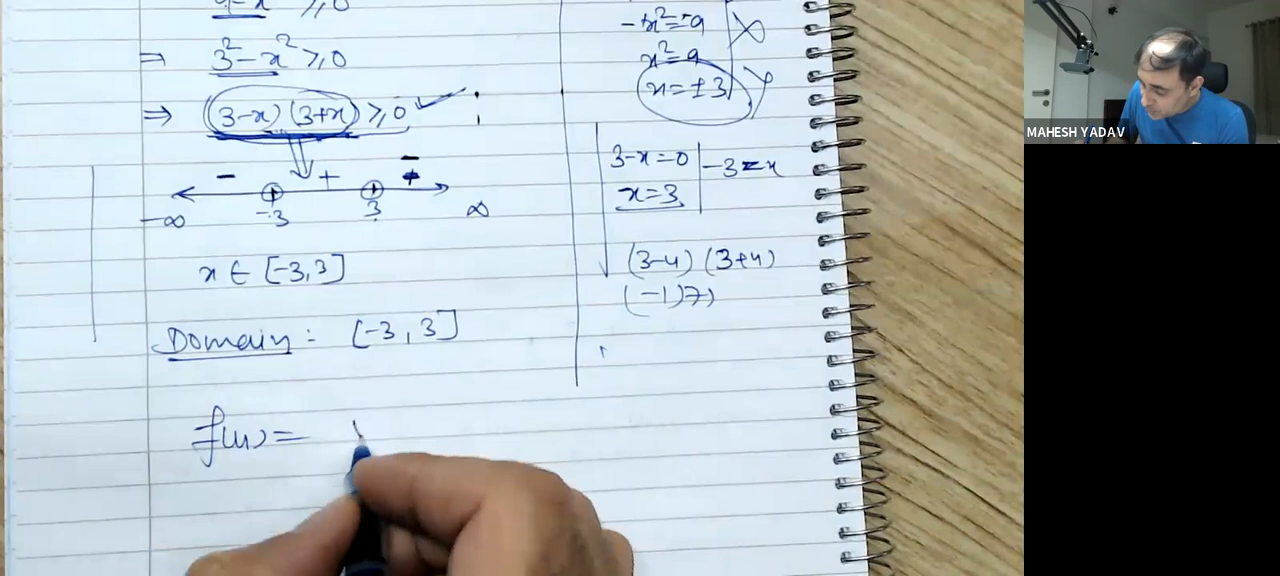 ⇒ 3² - x² ≥ 0
⇒ (3-x) (3+x) ≥ 0
- + -
-∞ -3 3 ∞
x ∈ [-3, 3]
Domain : [-3, 3]
f(x) =
-x² = -9
x² = 9
x = ±3
3-x = 0 | -3 = x
x = 3
(3-4) (3+4)
(-1) 7)
MAHESH YADAV